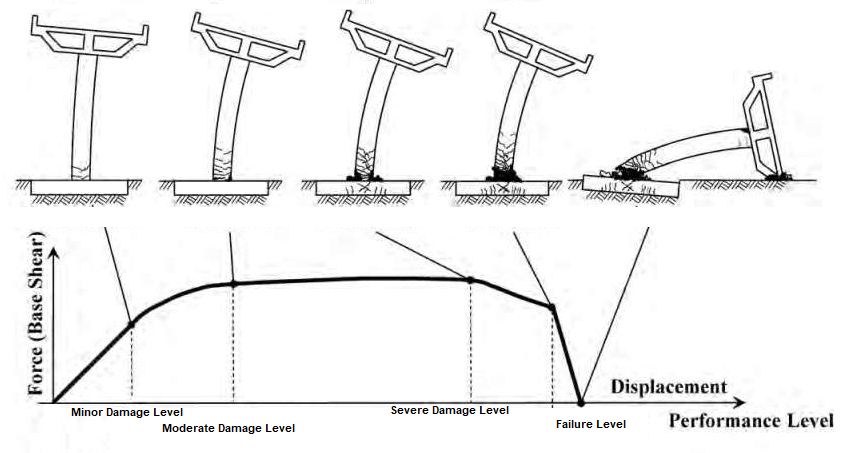 Force (Base Shear)
Displacement
Minor Damage Level
Severe Damage Level
Performance Level
Moderate Damage Level
Failure Level